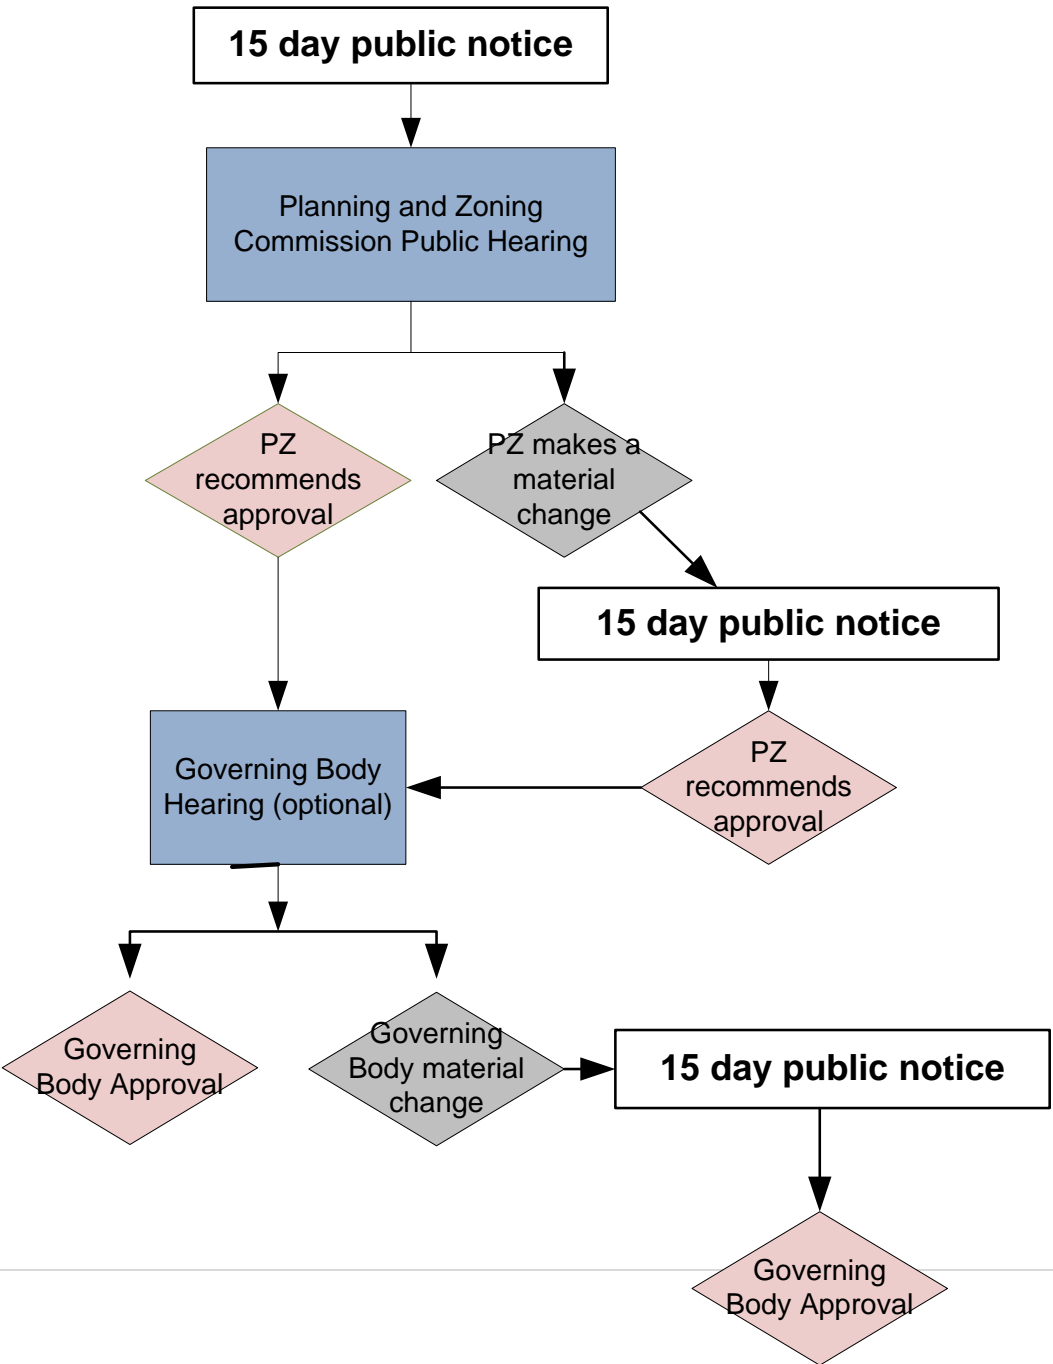 15 day public notice
Planning and Zoning
Commission Public Hearing
PZ
recommends
approval
PZ makes a
material
change
15 day public notice
Governing Body
Hearing (optional)
PZ
recommends
approval
Governing
Body Approval
Governing
Body material
change
15 day public notice
Governing
Body Approval